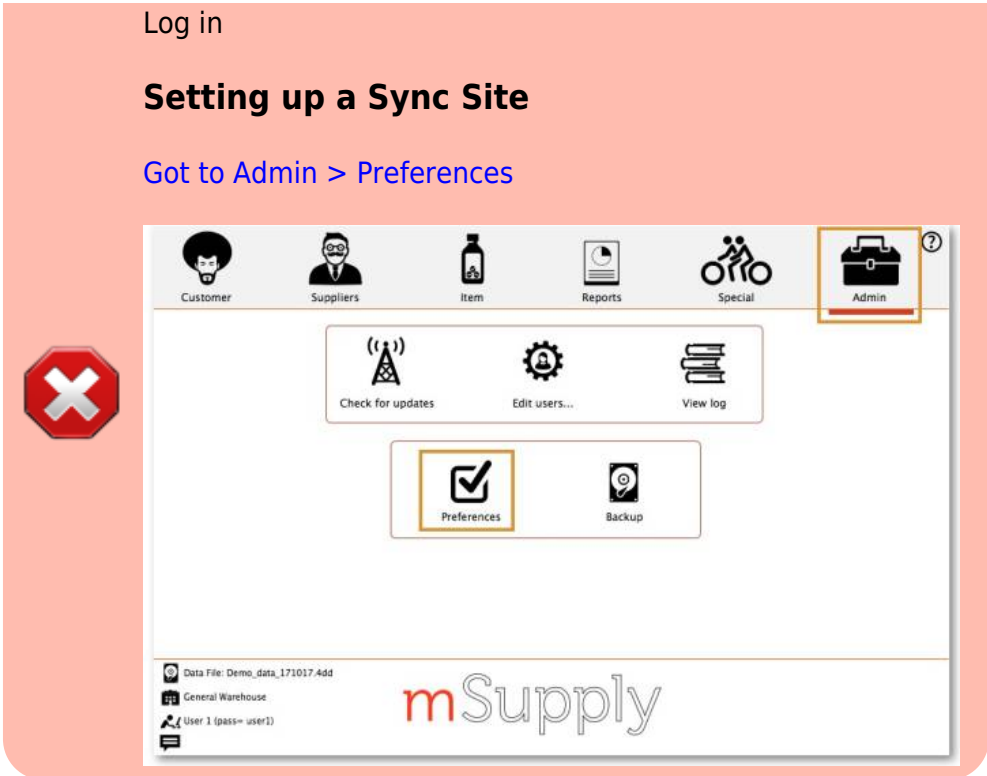 Log in
Setting up a Sync Site
Got to Admin > Preferences
Customer Suppliers Item Reports Special Admin ?
Check for updates Edit users... View log
Preferences Backup
Data File: Demo_data_171017.4dd
General Warehouse
User 1 (pass= user1)
mSupply